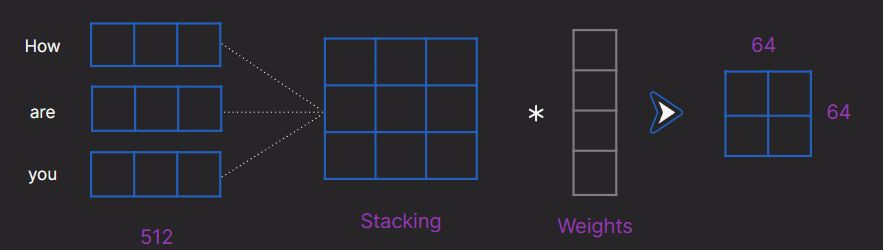 How
are
you
512
Stacking
*
Weights
64
64